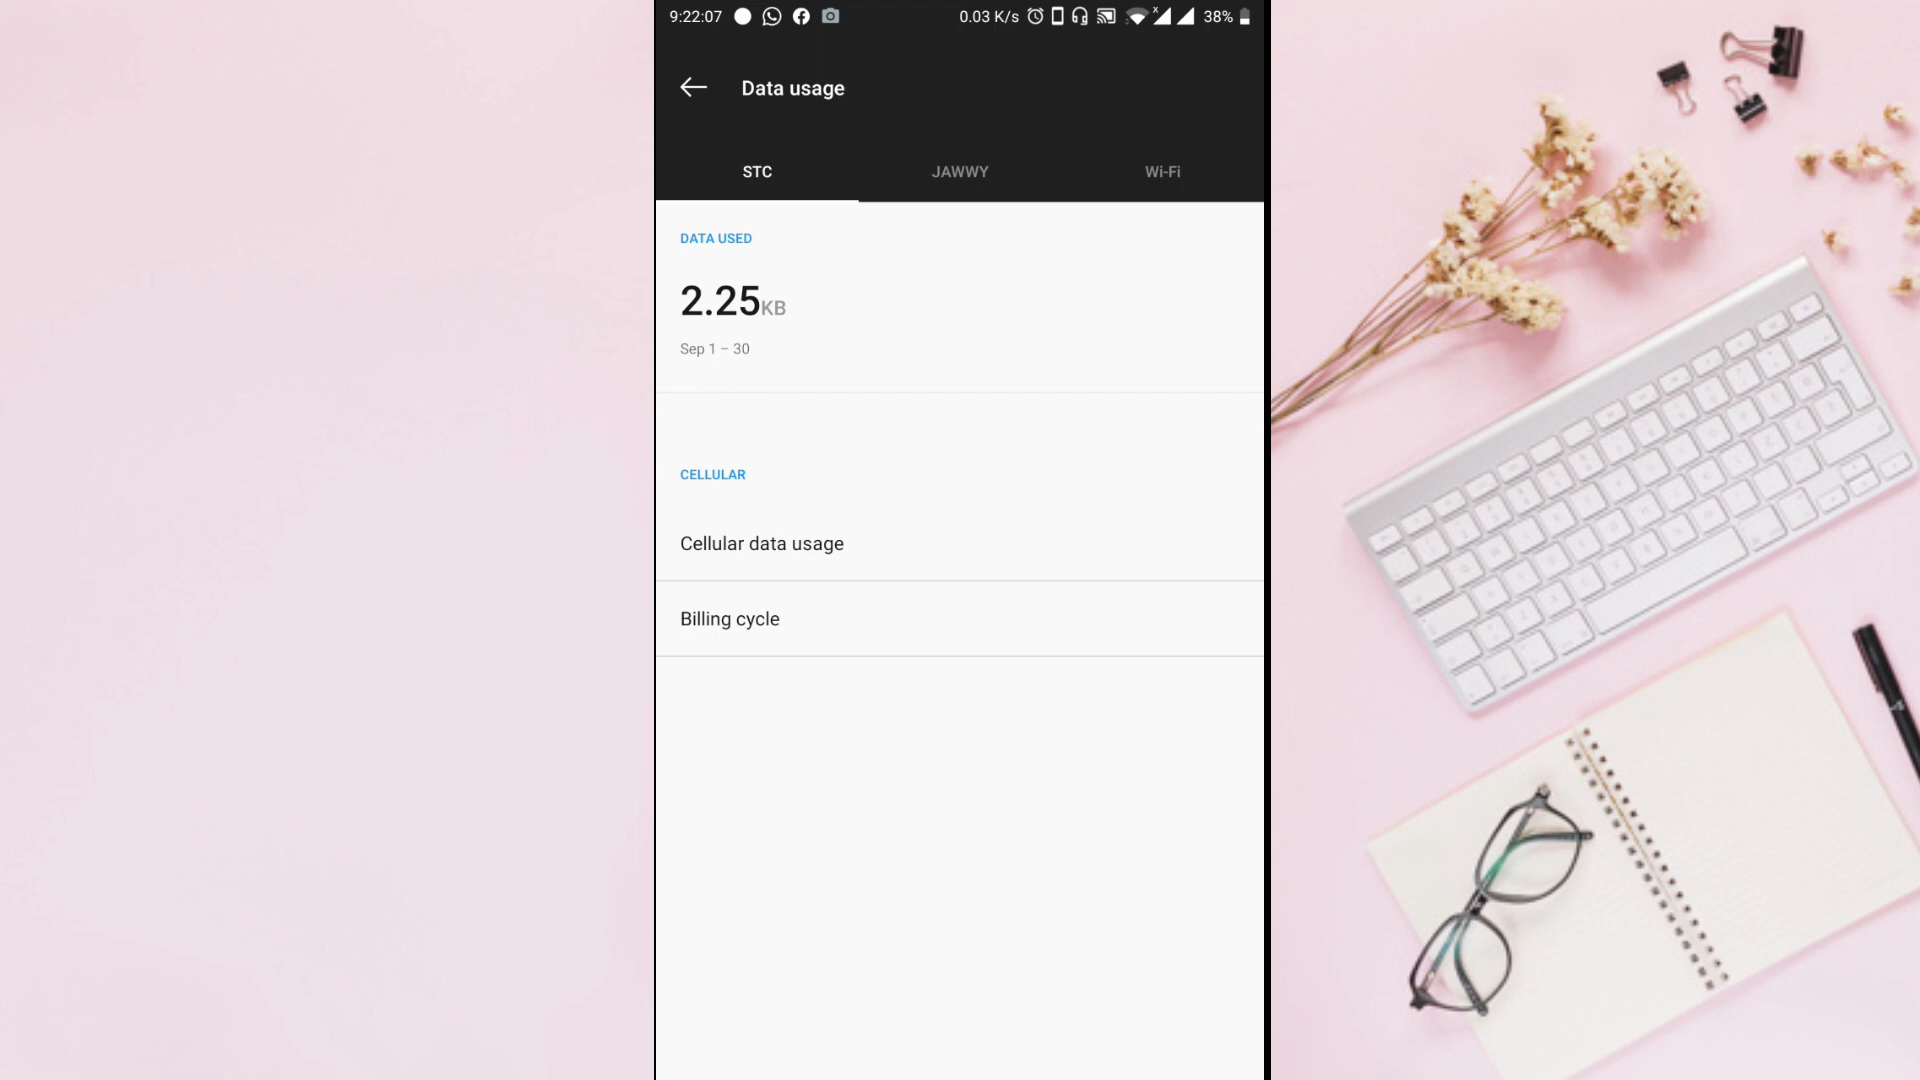 9:22:07 0.03 K/s 38%
Data usage
STC JAWWY Wi-Fi
DATA USED
2.25KB
Sep 1 – 30
CELLULAR
Cellular data usage
Billing cycle